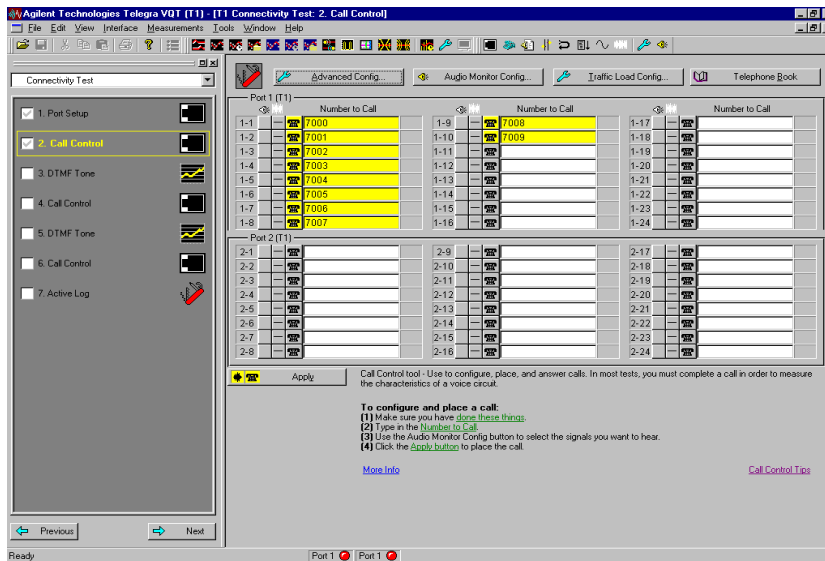 Agilent Technologies Telegra VQT (T1) - [T1 Connectivity Test: 2. Call Control]
File Edit View Interface Measurements Tools Window Help
Connectivity Test
1. Port Setup
2. Call Control
3. DTMF Tone
4. Call Control
5. DTMF Tone
6. Call Control
7. Active Log
Previous Next
Advanced Config... Audio Monitor Config... Traffic Load Config... Telephone Book
Port 1 (T1)
Number to Call Number to Call Number to Call
1-1 7000 1-9 7008 1-17
1-2 7001 1-10 7009 1-18
1-3 7002 1-11 1-19
1-4 7003 1-12 1-20
1-5 7004 1-13 1-21
1-6 7005 1-14 1-22
1-7 7006 1-15 1-23
1-8 7007 1-16 1-24
Port 2 (T1)
2-1 2-9 2-17
2-2 2-10 2-18
2-3 2-11 2-19
2-4 2-12 2-20
2-5 2-13 2-21
2-6 2-14 2-22
2-7 2-15 2-23
2-8 2-16 2-24
Apply
Call Control tool - Use to configure, place, and answer calls. In most tests, you must complete a call in order to measure
the characteristics of a voice circuit.
To configure and place a call:
(1) Make sure you have done these things.
(2) Type in the Number to Call.
(3) Use the Audio Monitor Config button to select the signals you want to hear.
(4) Click the Apply button to place the call.
More Info Call Control Tips
Ready Port 1 Port 1